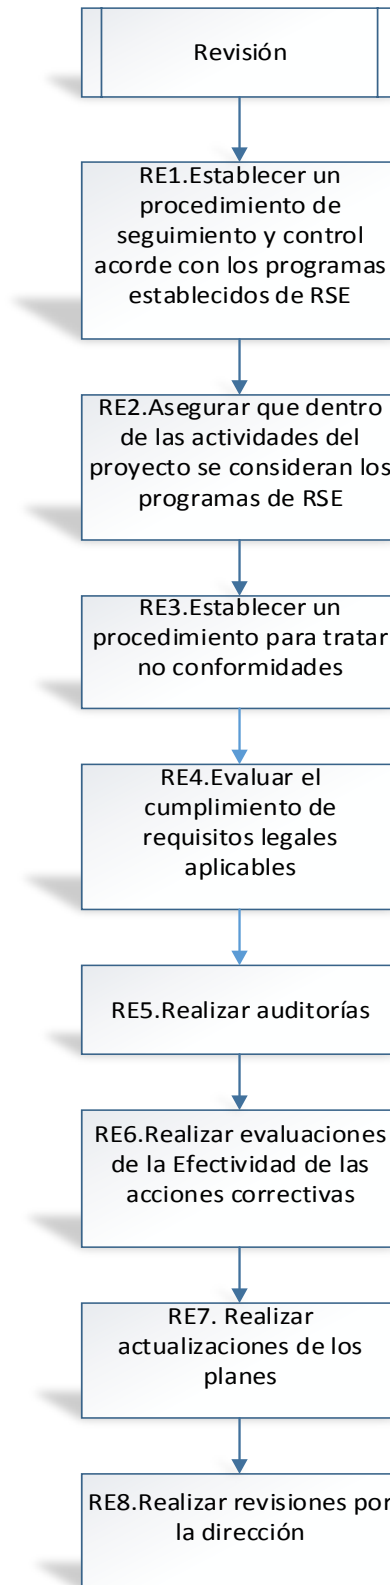 Revisión
RE1.Establecer un
procedimiento de
seguimiento y control
acorde con los programas
establecidos de RSE
RE2.Asegurar que dentro
de las actividades del
proyecto se consideran los
programas de RSE
RE3.Establecer un
procedimiento para tratar
no conformidades
RE4.Evaluar el
cumplimiento de
requisitos legales
aplicables
RE5.Realizar auditorías
RE6.Realizar evaluaciones
de la Efectividad de las
acciones correctivas
RE7. Realizar
actualizaciones de los
planes
RE8.Realizar revisiones por
la dirección